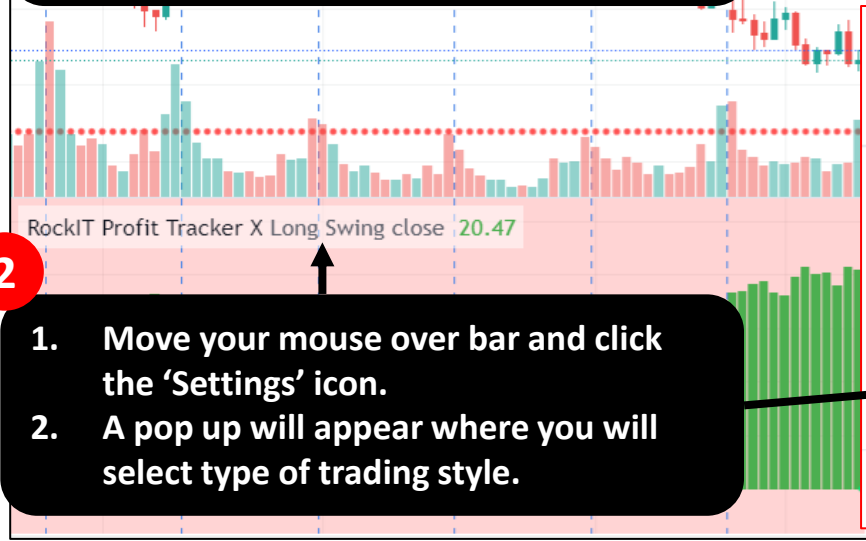 RockIT Profit Tracker X Long Swing close 20.47
2
1. Move your mouse over bar and click
the ‘Settings’ icon.
2. A pop up will appear where you will
select type of trading style.